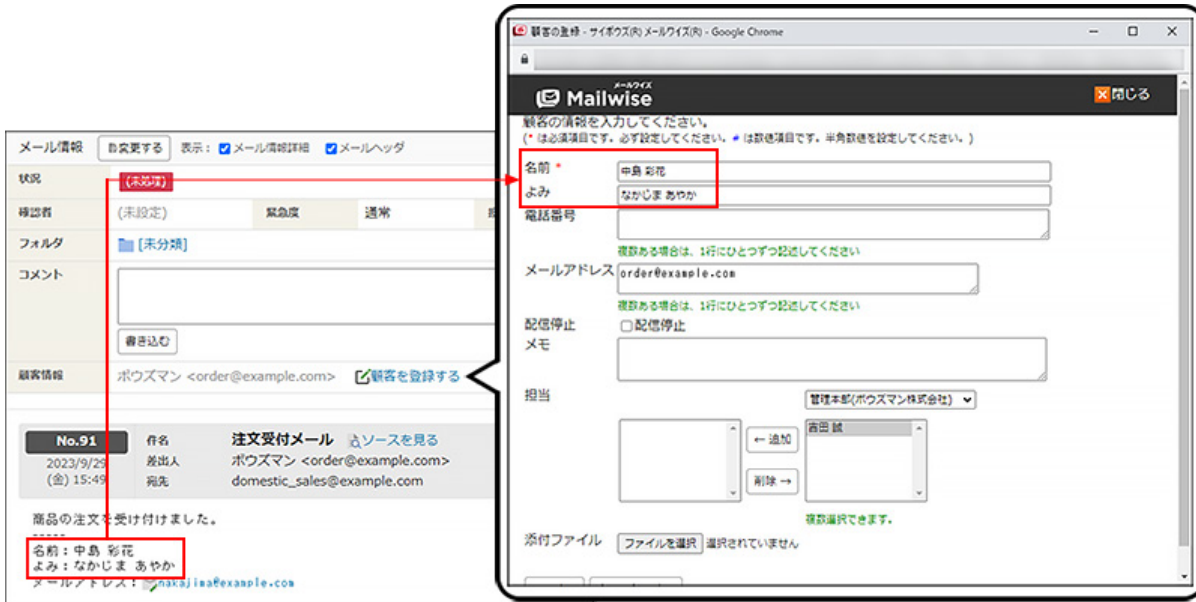 メール情報 変更する 表示： メール情報詳細 メールヘッダ
状況 (未処理)
確認者 (未設定) 緊急度 通常
フォルダ [未分類]
コメント
書き込む
顧客情報 ボウズマン <order@example.com> 顧客を登録する
No.91 件名 注文受付メール ソースを見る
2023/9/29 差出人 ボウズマン <order@example.com>
(金) 15:49 宛先 domestic_sales@example.com
商品の注文を受け付けました。
-----
名前：中島 彩花
よみ：なかじま あやか
メールアドレス： nakajima@example.com
顧客の登録 - サイボウズ(R) メールワイズ(R) - Google Chrome
メールワイズ
Mailwise 閉じる
顧客の情報を入力してください。
(* は必須項目です。必ず設定してください。* は数値項目です。半角数値を設定してください。)
名前 * 中島 彩花
よみ なかじま あやか
電話番号
複数ある場合は、1行にひとつずつ記述してください
メールアドレス order@example.com
複数ある場合は、1行にひとつずつ記述してください
配信停止 配信停止
メモ
担当 管理本部(ボウズマン株式会社)
← 追加 吉田 誠
削除 →
複数選択できます。
添付ファイル ファイルを選択 選択されていません